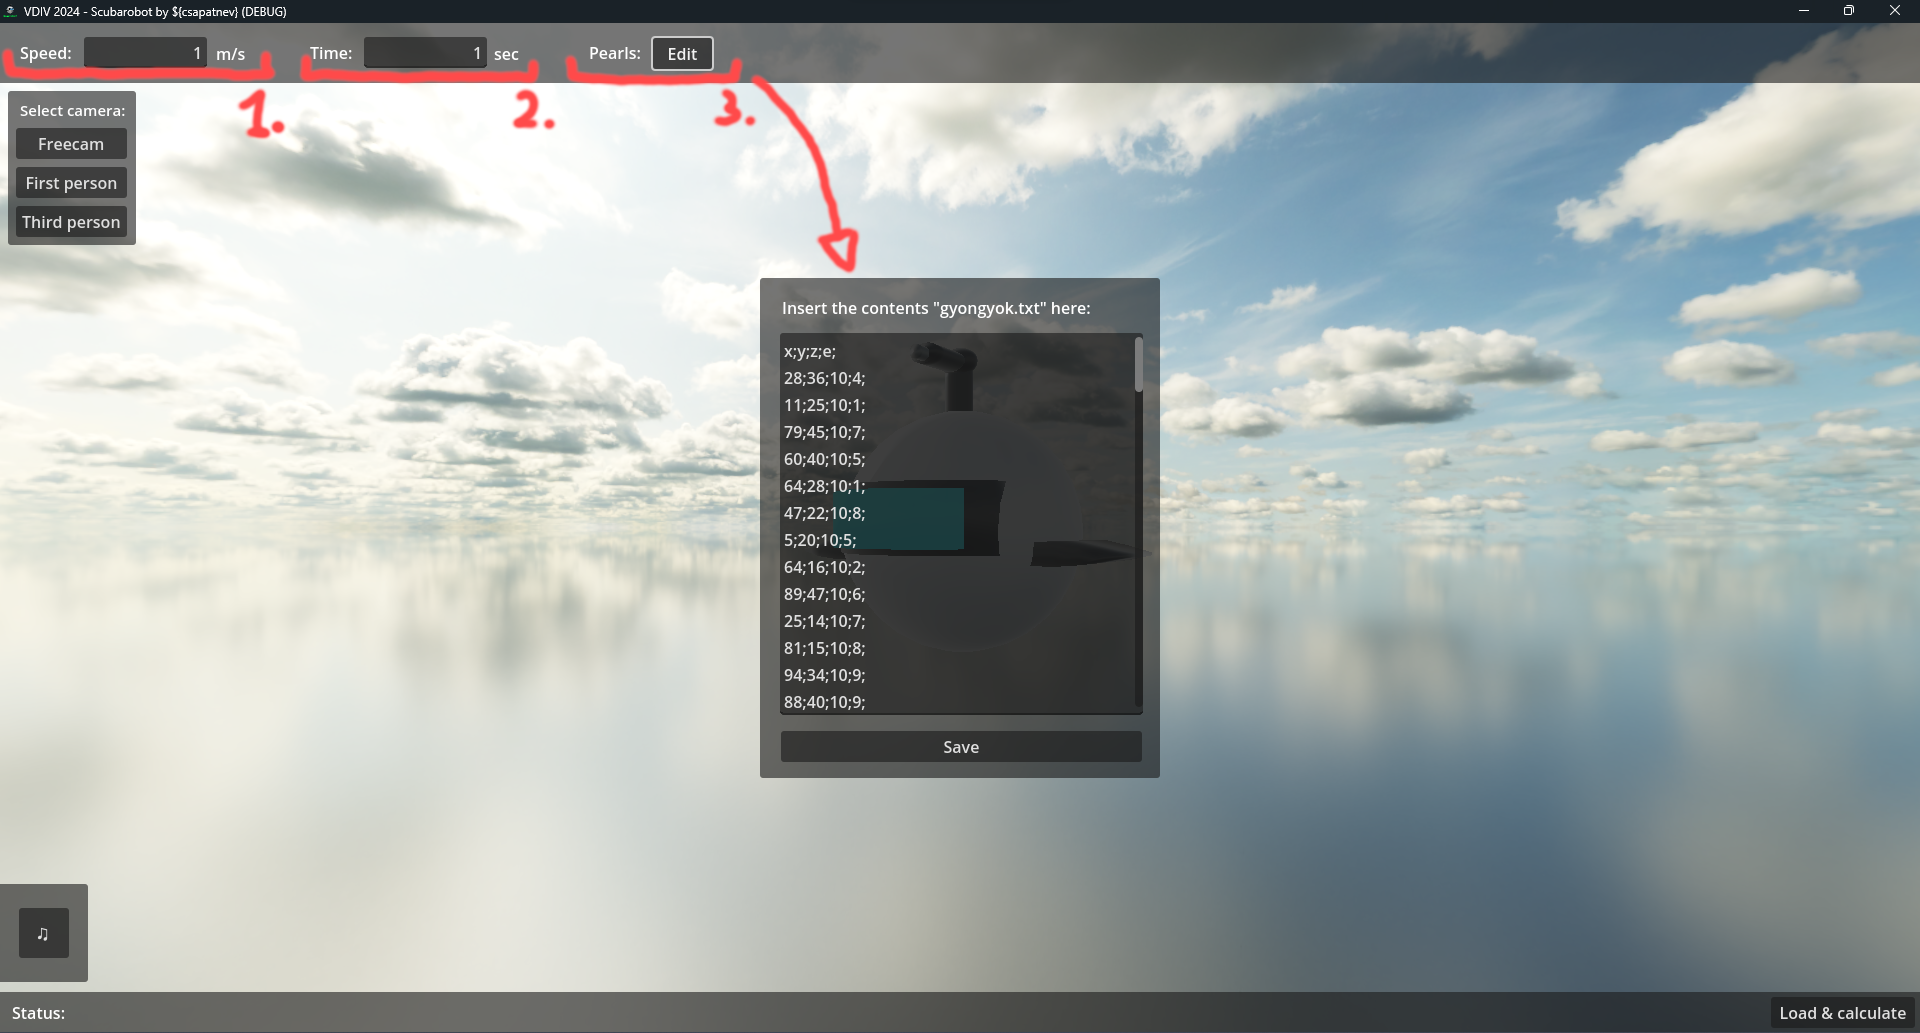 VDIV 2024 - Scubarobot by ${csapatnev} (DEBUG)
Speed: 1 m/s Time: 1 sec Pearls: Edit
1. 2. 3.
Select camera:
Freecam
First person
Third person
Insert the contents "gyongyok.txt" here:
x;y;z;e;
28;36;10;4;
11;25;10;1;
79;45;10;7;
60;40;10;5;
64;28;10;1;
47;22;10;8;
5;20;10;5;
64;16;10;2;
89;47;10;6;
25;14;10;7;
81;15;10;8;
94;34;10;9;
88;40;10;9;
Save
♫
Status: Load & calculate